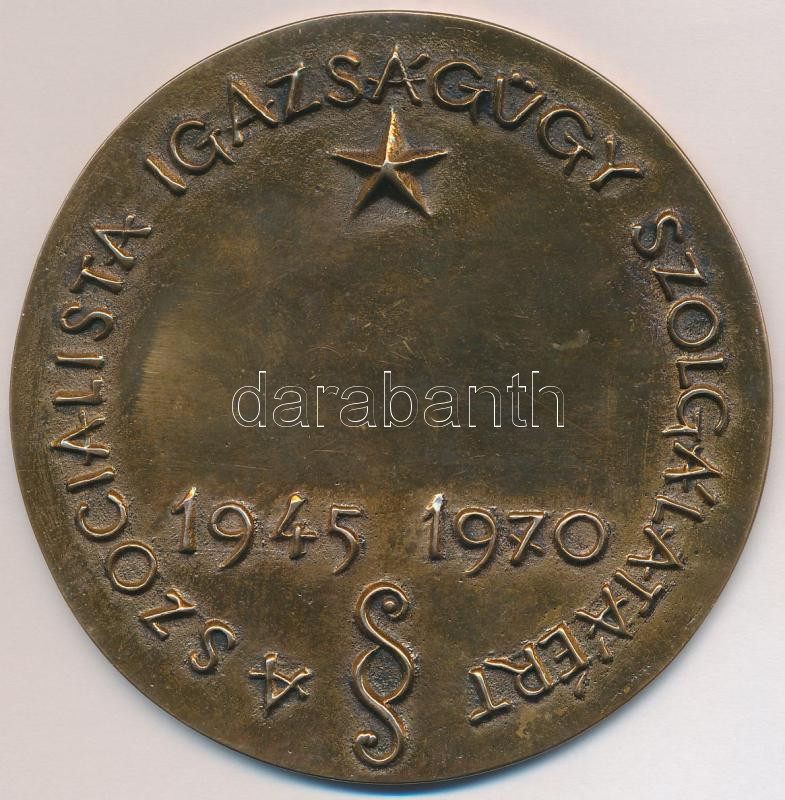 A SZOCIALISTA IGAZSÁGÜGY SZOLGÁLATÁÉRT
1945 1970
§
darabanth